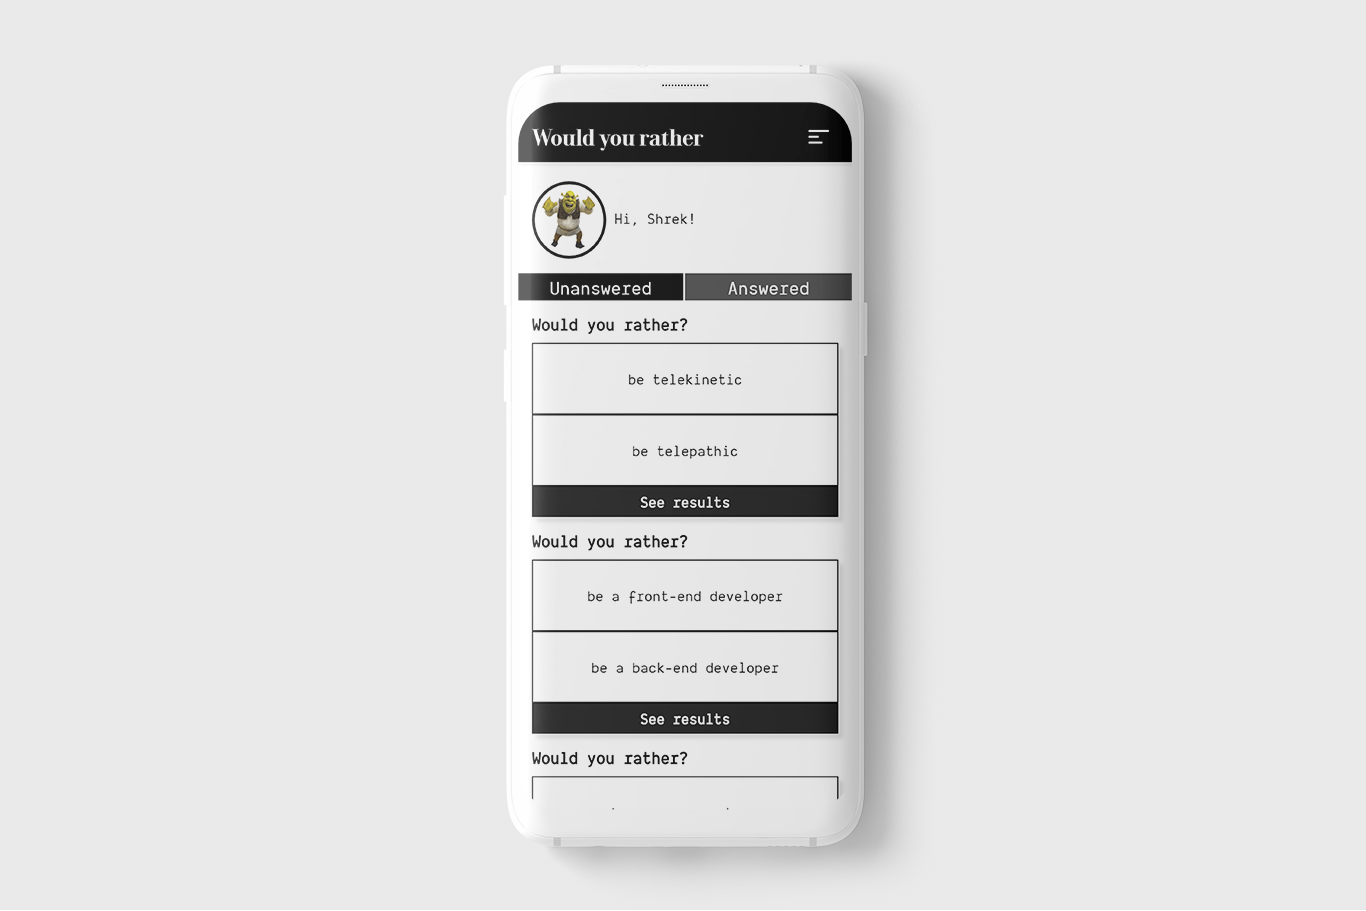 Would you rather
Hi, Shrek!
Unanswered
Answered
Would you rather?
be telekinetic
be telepathic
See results
Would you rather?
be a front-end developer
be a back-end developer
See results
Would you rather?